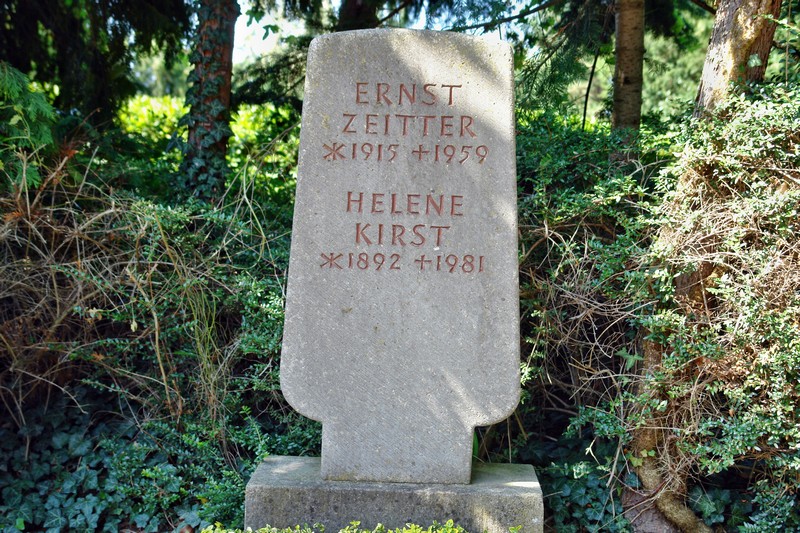 ERNST
ZEITTER
*1915 +1959
HELENE
KIRST
*1892 +1981